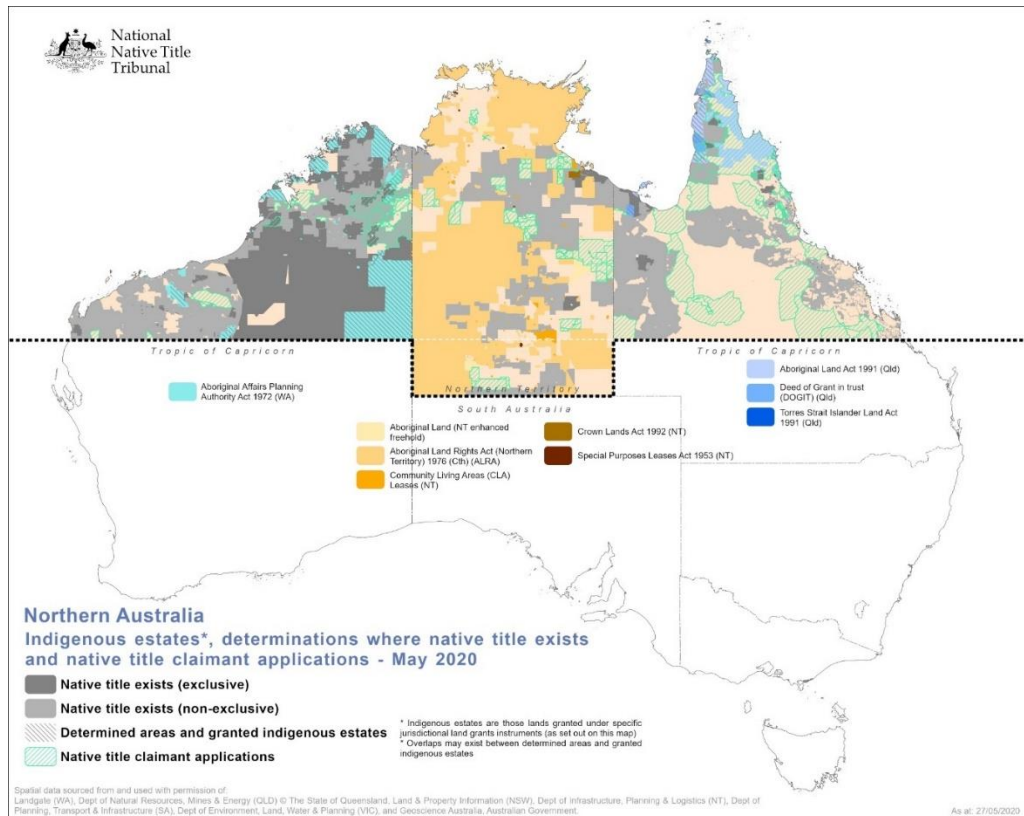 National
Native Title
Tribunal
Tropic of Capricorn
Tropic of Capricorn
Aboriginal Affairs Planning
Authority Act 1972 (WA)
Northern Territory
South Australia
Aboriginal Land (NT enhanced
freehold)
Aboriginal Land Rights Act (Northern
Territory) 1976 (Cth) (ALRA)
Community Living Areas (CLA)
Leases (NT)
Crown Lands Act 1992 (NT)
Special Purposes Leases Act 1953 (NT)
Aboriginal Land Act 1991 (Qld)
Deed of Grant in trust
(DOGIT) (Qld)
Torres Strait Islander Land Act
1991 (Qld)
Northern Australia
Indigenous estates*, determinations where native title exists
and native title claimant applications - May 2020
Native title exists (exclusive)
Native title exists (non-exclusive)
Determined areas and granted indigenous estates
Native title claimant applications
* Indigenous estates are those lands granted under specific
jurisdictional land grants instruments (as set out on this map)
* Overlaps may exist between determined areas and granted
indigenous estates
Spatial data sourced from and used with permission of:
Landgate (WA), Dept of Natural Resources, Mines & Energy (QLD) © The State of Queensland, Land & Property Information (NSW), Dept of Infrastructure, Planning & Logistics (NT), Dept of
Planning, Transport & Infrastructure (SA), Dept of Environment, Land, Water & Planning (VIC), and Geoscience Australia, Australian Government.
As at: 27/05/2020